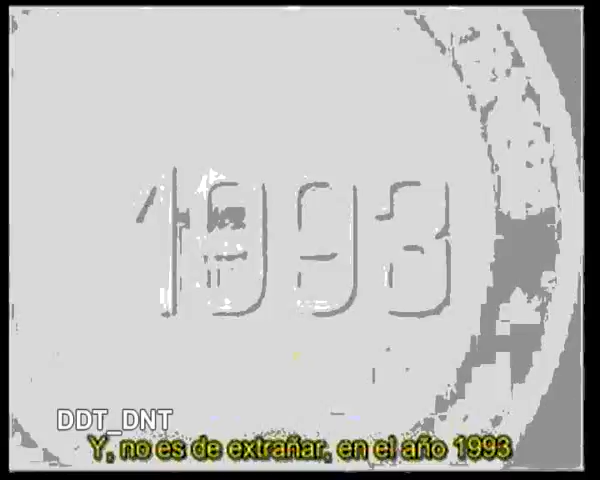 1993
DDT_DNT
Y, no es de extrañar, en el año 1993